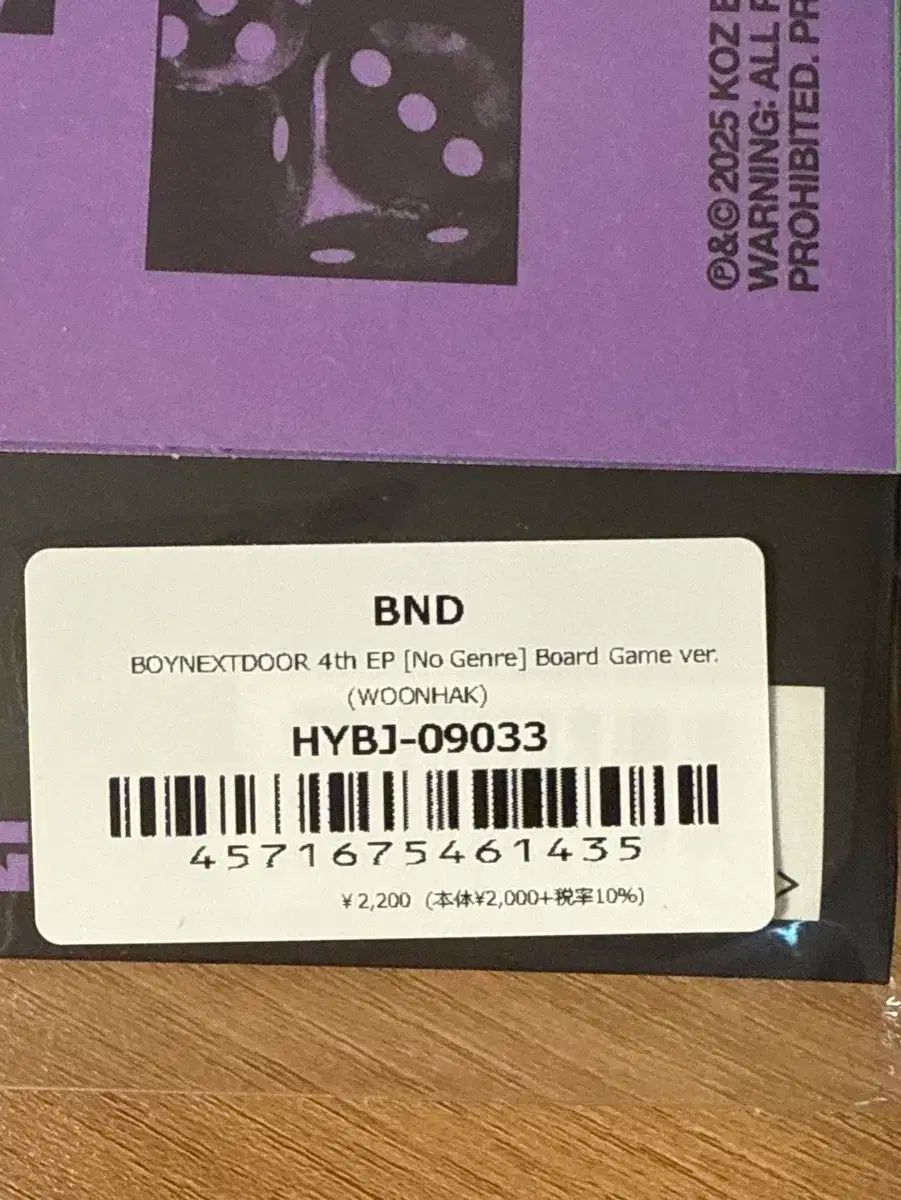 ℗&©2025 KOZ
WARNING: ALL
PROHIBITED.
BND
BOYNEXTDOOR 4th EP [No Genre] Board Game ver.
(WOONHAK)
HYBJ-09033
4571675461435
¥2,200 (本体¥2,000+税率10%)